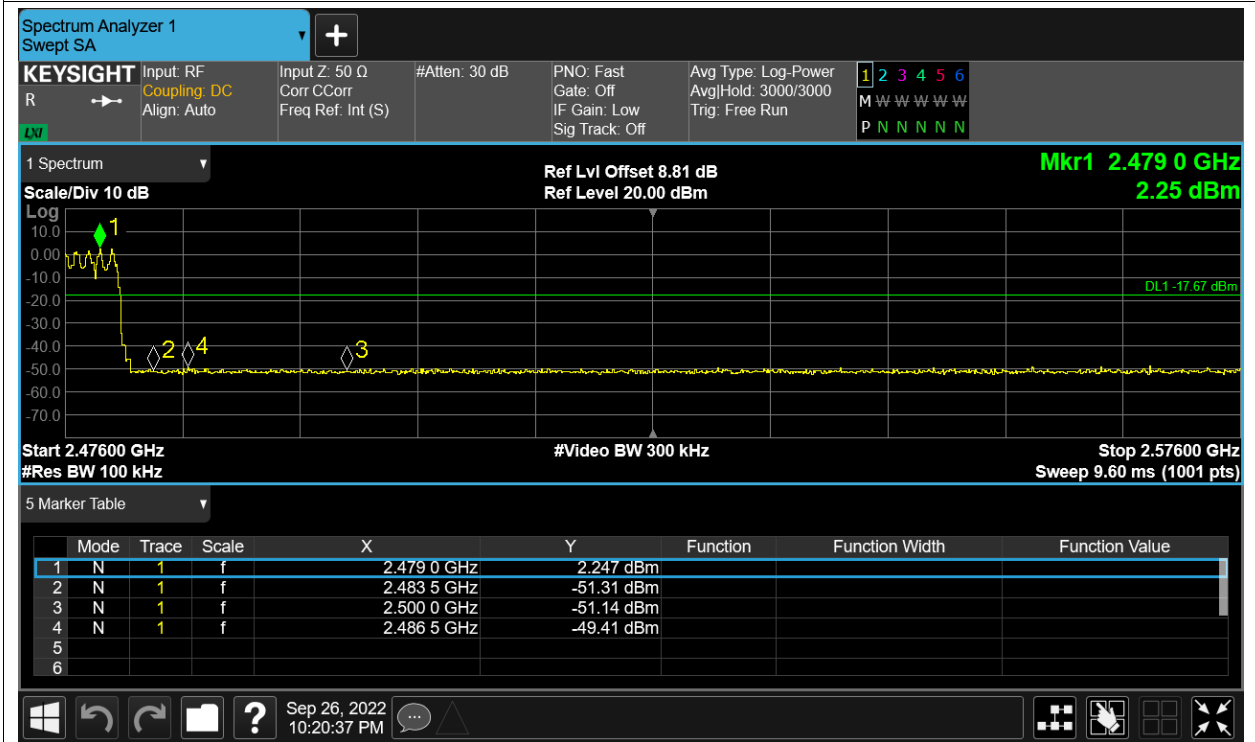 Spectrum Analyzer 1
Swept SA
+
KEYSIGHT Input: RF Input Z: 50 Ω #Atten: 30 dB PNO: Fast Avg Type: Log-Power 1 2 3 4 5 6
R Coupling: DC Corr CCorr Gate: Off Avg|Hold: 3000/3000 M W W W W W
Align: Auto Freq Ref: Int (S) IF Gain: Low Trig: Free Run
LXI Sig Track: Off P N N N N N
1 Spectrum Ref Lvl Offset 8.81 dB Mkr1 2.479 0 GHz
Scale/Div 10 dB Ref Level 20.00 dBm 2.25 dBm
Log
1
10.0
0.00
-10.0
DL1 -17.67 dBm
-20.0
-30.0
-40.0
2 4 3
-50.0
-60.0
-70.0
Start 2.47600 GHz #Video BW 300 kHz Stop 2.57600 GHz
#Res BW 100 kHz Sweep 9.60 ms (1001 pts)
5 Marker Table
Mode Trace Scale X Y Function Function Width Function Value
1 N 1 f 2.479 0 GHz 2.247 dBm
2 N 1 f 2.483 5 GHz -51.31 dBm
3 N 1 f 2.500 0 GHz -51.14 dBm
4 N 1 f 2.486 5 GHz -49.41 dBm
5
6
? Sep 26, 2022
10:20:37 PM